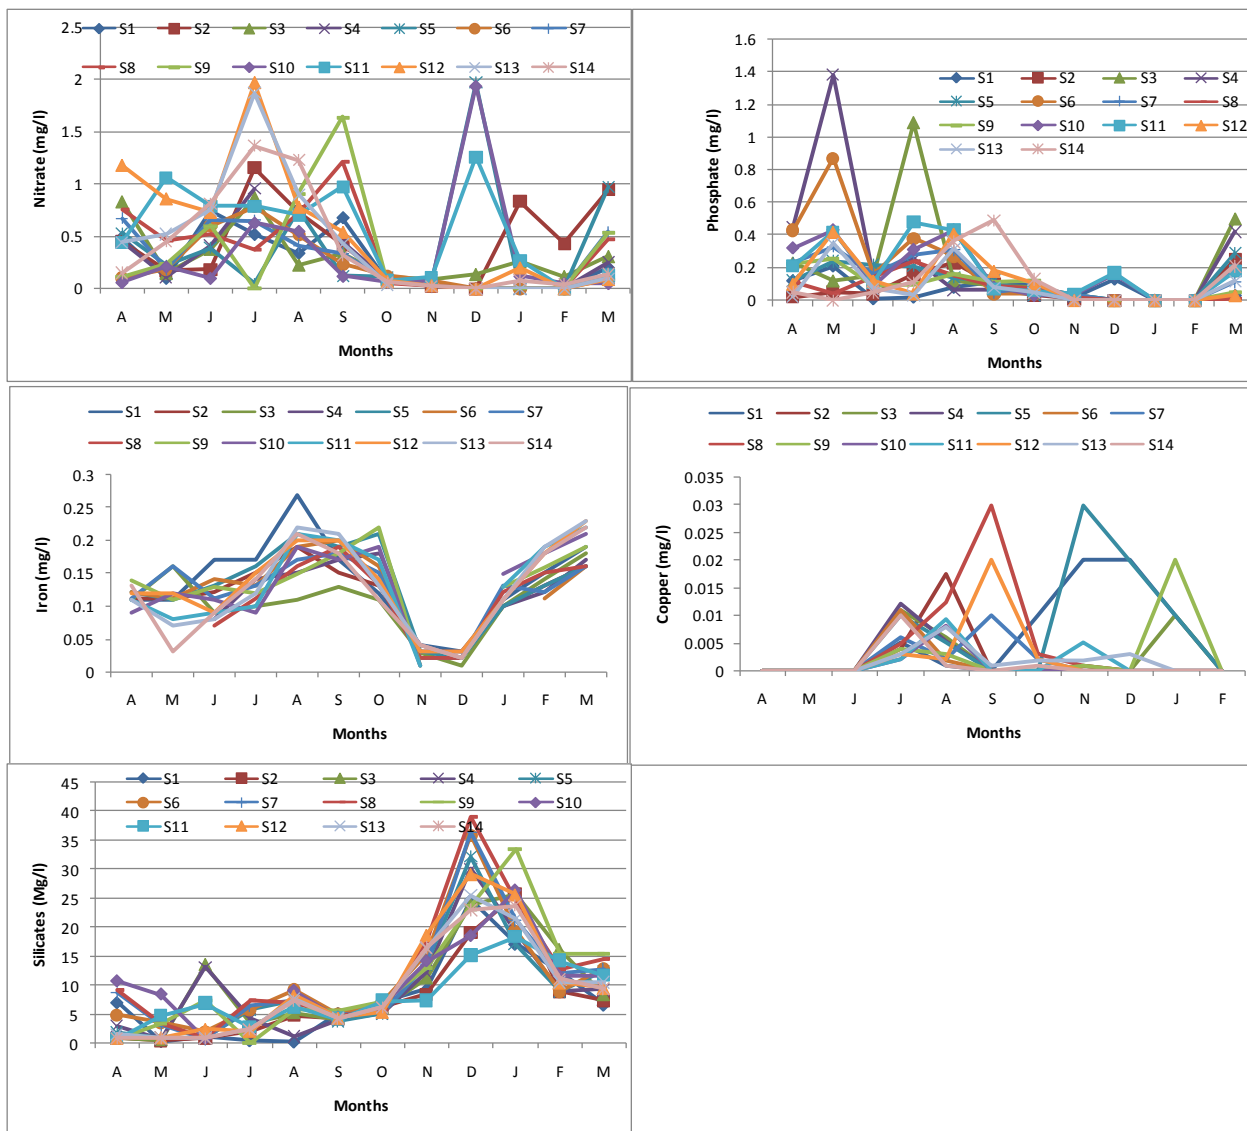 2.5
2
1.5
1
0.5
0
Nitrate (mg/l)
S1 S2 S3 S4 S5 S6 S7
S8 S9 S10 S11 S12 S13 S14
A M J J A S O N D J F M
Months
1.6
1.4
1.2
1
0.8
0.6
0.4
0.2
0
Phosphate (mg/l)
S1 S2 S3 S4
S5 S6 S7 S8
S9 S10 S11 S12
S13 S14
A M J J A S O N D J F M
Months
S1 S2 S3 S4 S5 S6 S7
S8 S9 S10 S11 S12 S13 S14
0.3
0.25
0.2
0.15
0.1
0.05
0
Iron(mg/l)
A M J J A S O N D J F M
Months
S1 S2 S3 S4 S5 S6 S7
S8 S9 S10 S11 S12 S13 S14
0.035
0.03
0.025
0.02
0.015
0.01
0.005
0
Copper (mg/l)
A M J J A S O N D J F
Months
45
40
35
30
25
20
15
10
5
0
Silicates (Mg/l)
S1 S2 S3 S4 S5
S6 S7 S8 S9 S10
S11 S12 S13 S14
A M J J A S O N D J F M
Months